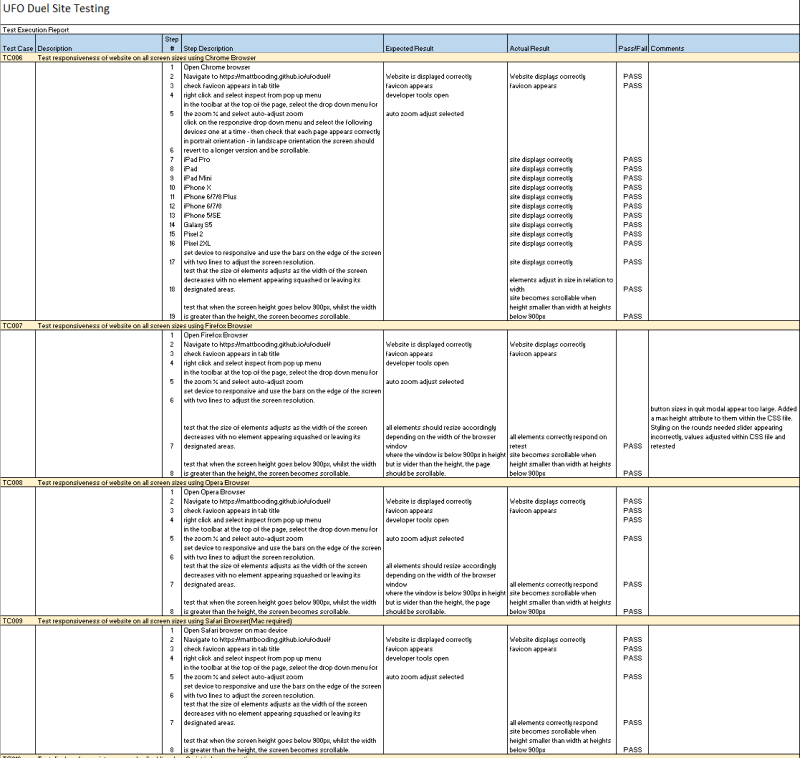 UFO Duel Site Testing
Test Execution Report
Test Case Description Step # Step Description Expected Result Actual Result Pass/Fail Comments
TC006 Test responsiveness of website on all screen sizes using Chrome Browser
1 Open Chrome browser
2 Navigate to https://mattbcoding.github.io/ufoduel# Website is displayed correctly Website displays correctly PASS
3 check favicon appears in tab title favicon appears favicon appears PASS
4 right click and select inspect from pop up menu developer tools open PASS
in the toolbar at the top of the page, select the drop down menu for
5 the zoom % and select auto-adjust zoom auto zoom adjust selected PASS
click on the responsive drop down menu and select the following
devices one at a time - then check that each page appears correctly
in portrait orientation - in landscape orientation the screen should
6 revert to a longer version and be scrollable.
7 iPad Pro site displays correctly PASS
8 iPad site displays correctly PASS
9 iPad Mini site displays correctly PASS
10 iPhone X site displays correctly PASS
11 iPhone 6/7/8 Plus site displays correctly PASS
12 iPhone 6/7/8 site displays correctly PASS
13 iPhone 5/SE site displays correctly PASS
14 Galaxy S5 site displays correctly PASS
15 Pixel 2 site displays correctly PASS
16 Pixel 2XL site displays correctly PASS
set device to responsive and use the bars on the edge of the screen
17 with two lines to adjust the screen resolution. site displays correctly PASS
test that the size of elements adjusts as the width of the screen
decreases with no element appearing squashed or leaving its elements adjust in size in relation to
18 designated areas. width PASS
site becomes scrollable when
test that when the screen height goes below 900px, whilst the width height smaller than width at heights
19 is greater than the height, the screen becomes scrollable. below 900px PASS
TC007 Test responsiveness of website on all screen sizes using Firefox Browser
1 Open Firefox Browser
2 Navigate to https://mattbcoding.github.io/ufoduel# Website is displayed correctly Website displays correctly PASS
3 check favicon appears in tab title favicon appears favicon appears PASS
4 right click and select inspect from pop up menu developer tools open PASS
in the toolbar at the top of the page, select the drop down menu for
5 the zoom % and select auto-adjust zoom auto zoom adjust selected PASS
set device to responsive and use the bars on the edge of the screen
6 with two lines to adjust the screen resolution.
button sizes in quit modal appear too large. Added
a max height attribute to them within the CSS file.
test that the size of elements adjusts as the width of the screen all elements should resize accordingly Styling on the rounds needed slider appearing
decreases with no element appearing squashed or leaving its depending on the width of the browser all elements correctly respond on incorrectly, values adjusted within CSS file and
7 designated areas. window retest PASS retested
where the window is below 900px in height site becomes scrollable when
test that when the screen height goes below 900px, whilst the width but is wider than the height, the page height smaller than width at heights
8 is greater than the height, the screen becomes scrollable. should be scrollable. below 900px PASS
TC008 Test responsiveness of website on all screen sizes using Opera Browser
1 Open Opera Browser
2 Navigate to https://mattbcoding.github.io/ufoduel# Website is displayed correctly Website displays correctly PASS
3 check favicon appears in tab title favicon appears favicon appears PASS
4 right click and select inspect from pop up menu developer tools open PASS
in the toolbar at the top of the page, select the drop down menu for
5 the zoom % and select auto-adjust zoom auto zoom adjust selected PASS
set device to responsive and use the bars on the edge of the screen
6 with two lines to adjust the screen resolution.
test that the size of elements adjusts as the width of the screen all elements should resize accordingly
decreases with no element appearing squashed or leaving its depending on the width of the browser
7 designated areas. window all elements correctly respond PASS
where the window is below 900px in height site becomes scrollable when
test that when the screen height goes below 900px, whilst the width but is wider than the height, the page height smaller than width at heights
8 is greater than the height, the screen becomes scrollable. should be scrollable. below 900px PASS
TC009 Test responsiveness of website on all screen sizes using Safari Browser(Mac required)
1 Open Safari browser on mac device
2 Navigate to https://mattbcoding.github.io/ufoduel# Website is displayed correctly Website displays correctly PASS
3 check favicon appears in tab title favicon appears favicon appears PASS
4 right click and select inspect from pop up menu developer tools open PASS
in the toolbar at the top of the page, select the drop down menu for
5 the zoom % and select auto-adjust zoom auto zoom adjust selected PASS
set device to responsive and use the bars on the edge of the screen
6 with two lines to adjust the screen resolution.
test that the size of elements adjusts as the width of the screen
decreases with no element appearing squashed or leaving its
7 designated areas. all elements correctly respond PASS
site becomes scrollable when
test that when the screen height goes below 900px, whilst the width height smaller than width at heights
8 is greater than the height, the screen becomes scrollable. below 900px PASS